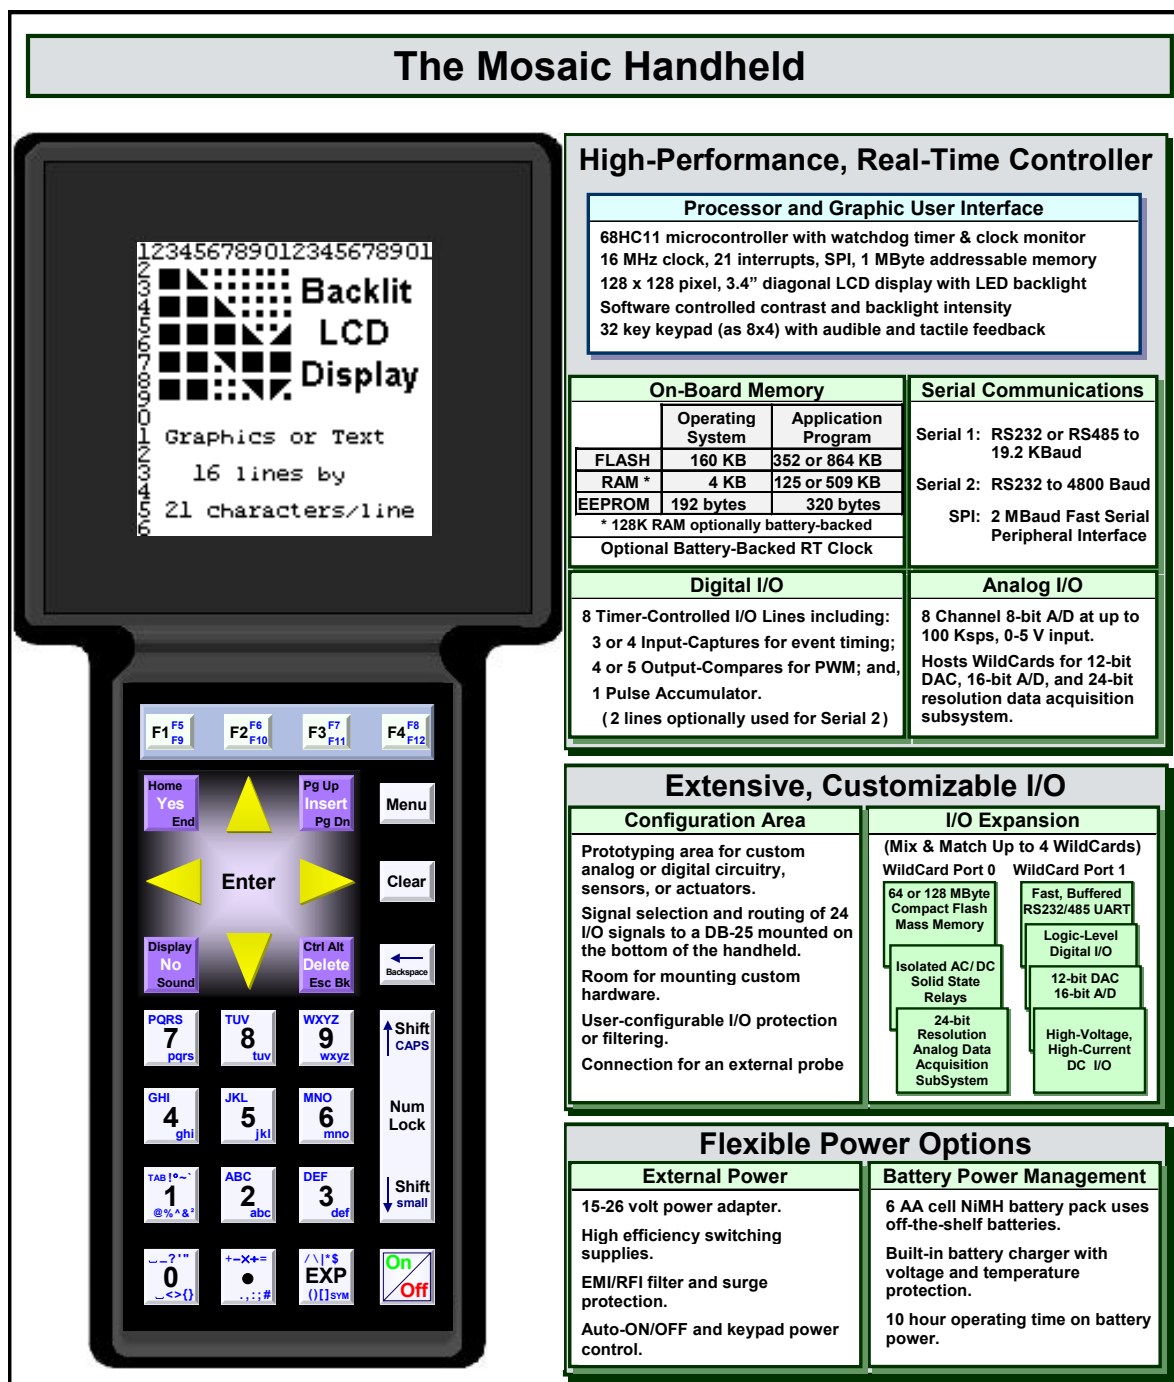 The Mosaic Handheld
123456789012345678901
2
3
4
5
6
7
8
9
0
1
2
3
4
5
6
Backlit
LCD
Display
Graphics or Text
16 lines by
21 characters/line
F1 F5 F9
F2 F6 F10
F3 F7 F11
F4 F8 F12
Home
Yes
End
Pg Up
Insert
Pg Dn
Menu
Enter
Clear
Display
No
Sound
Ctrl Alt
Delete
Esc Bk
Backspace
PQRS
7
pqrs
TUV
8
tuv
WXYZ
9
wxyz
Shift
CAPS
GHI
4
ghi
JKL
5
jkl
MNO
6
mno
Num
Lock
TAB !º~`
1
@%^&²
ABC
2
abc
DEF
3
def
Shift
small
_ – ? ' "
0
_<>{}
+–×÷=
●
.,:;#
/\|*$
EXP
()[]SYM
On
Off
High-Performance, Real-Time Controller
Processor and Graphic User Interface
68HC11 microcontroller with watchdog timer & clock monitor
16 MHz clock, 21 interrupts, SPI, 1 MByte addressable memory
128 x 128 pixel, 3.4” diagonal LCD display with LED backlight
Software controlled contrast and backlight intensity
32 key keypad (as 8x4) with audible and tactile feedback
On-Board Memory
Operating System Application Program
FLASH 160 KB 352 or 864 KB
RAM * 4 KB 125 or 509 KB
EEPROM 192 bytes 320 bytes
* 128K RAM optionally battery-backed
Optional Battery-Backed RT Clock
Serial Communications
Serial 1: RS232 or RS485 to
19.2 KBaud
Serial 2: RS232 to 4800 Baud
SPI: 2 MBaud Fast Serial
Peripheral Interface
Digital I/O
8 Timer-Controlled I/O Lines including:
3 or 4 Input-Captures for event timing;
4 or 5 Output-Compares for PWM; and,
1 Pulse Accumulator.
( 2 lines optionally used for Serial 2 )
Analog I/O
8 Channel 8-bit A/D at up to
100 Ksps, 0-5 V input.
Hosts WildCards for 12-bit
DAC, 16-bit A/D, and 24-bit
resolution data acquisition
subsystem.
Extensive, Customizable I/O
Configuration Area
Prototyping area for custom
analog or digital circuitry,
sensors, or actuators.
Signal selection and routing of 24
I/O signals to a DB-25 mounted on
the bottom of the handheld.
Room for mounting custom
hardware.
User-configurable I/O protection
or filtering.
Connection for an external probe
I/O Expansion
(Mix & Match Up to 4 WildCards)
WildCard Port 0 WildCard Port 1
64 or 128 MByte
Compact Flash
Mass Memory
Isolated AC/DC
Solid State
Relays
24-bit
Resolution
Analog Data
Acquisition
SubSystem
Fast, Buffered
RS232/485 UART
Logic-Level
Digital I/O
12-bit DAC
16-bit A/D
High-Voltage,
High-Current
DC I/O
Flexible Power Options
External Power
15-26 volt power adapter.
High efficiency switching
supplies.
EMI/RFI filter and surge
protection.
Auto-ON/OFF and keypad power
control.
Battery Power Management
6 AA cell NiMH battery pack uses
off-the-shelf batteries.
Built-in battery charger with
voltage and temperature
protection.
10 hour operating time on battery
power.